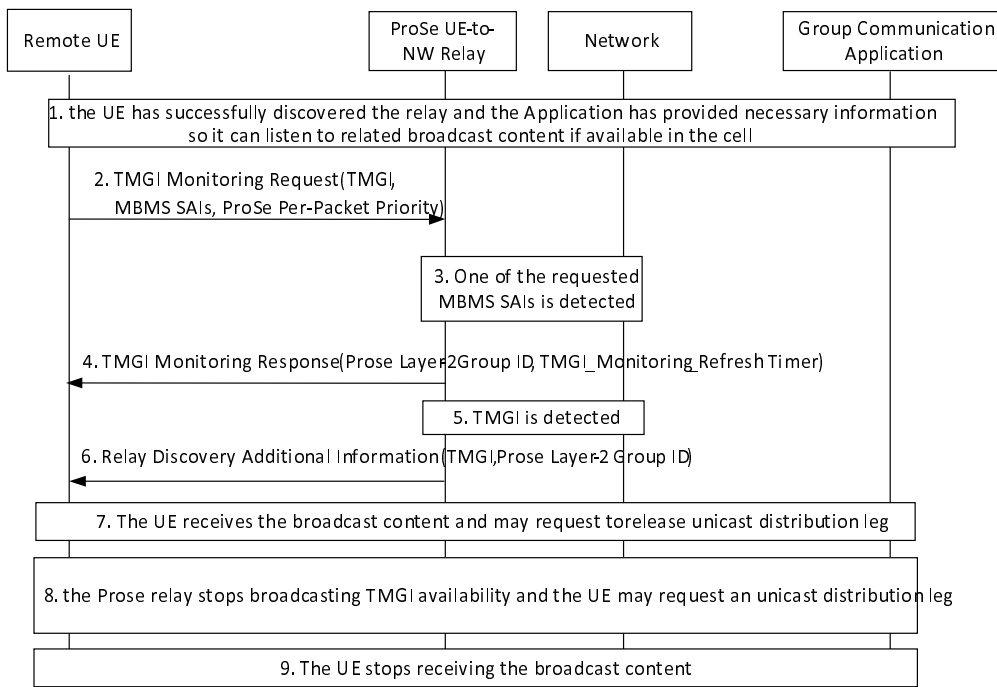 Remote UE
ProSe UE-to-
NW Relay
Network
Group Communication
Application
1. the UE has successfully discovered the relay and the Application has provided necessary information
so it can listen to related broadcast content if available in the cell
2. TMGI Monitoring Request(TMGI,
MBMS SAIs, ProSe Per-Packet Priority)
3. One of the requested
MBMS SAIs is detected
4. TMGI Monitoring Response(Prose Layer-2Group ID, TMGI_Monitoring_Refresh Timer)
5. TMGI is detected
6. Relay Discovery Additional Information(TMGI,Prose Layer-2 Group ID)
7. The UE receives the broadcast content and may request torelease unicast distribution leg
8. the Prose relay stops broadcasting TMGI availability and the UE may request an unicast distribution leg
9. The UE stops receiving the broadcast content